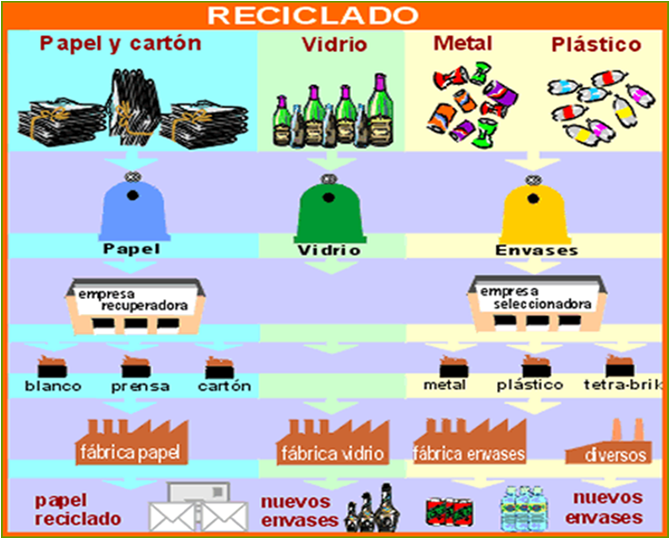 RECICLADO
Papel y cartón
Vidrio
Metal
Plástico
Papel
Vidrio
Envases
empresa
recuperadora
empresa
seleccionadora
blanco
prensa
cartón
metal
plástico
tetra-brik
fábrica papel
fábrica vidrio
fábrica envases
diversos
papel
reciclado
nuevos
envases
nuevos
envases